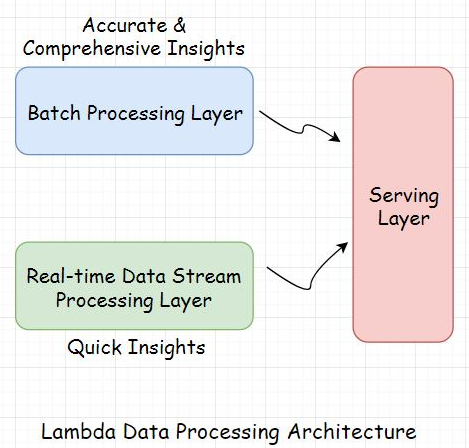 Accurate &
Comprehensive Insights
Batch Processing Layer
Serving
Layer
Real-time Data Stream
Processing Layer
Quick Insights
Lambda Data Processing Architecture